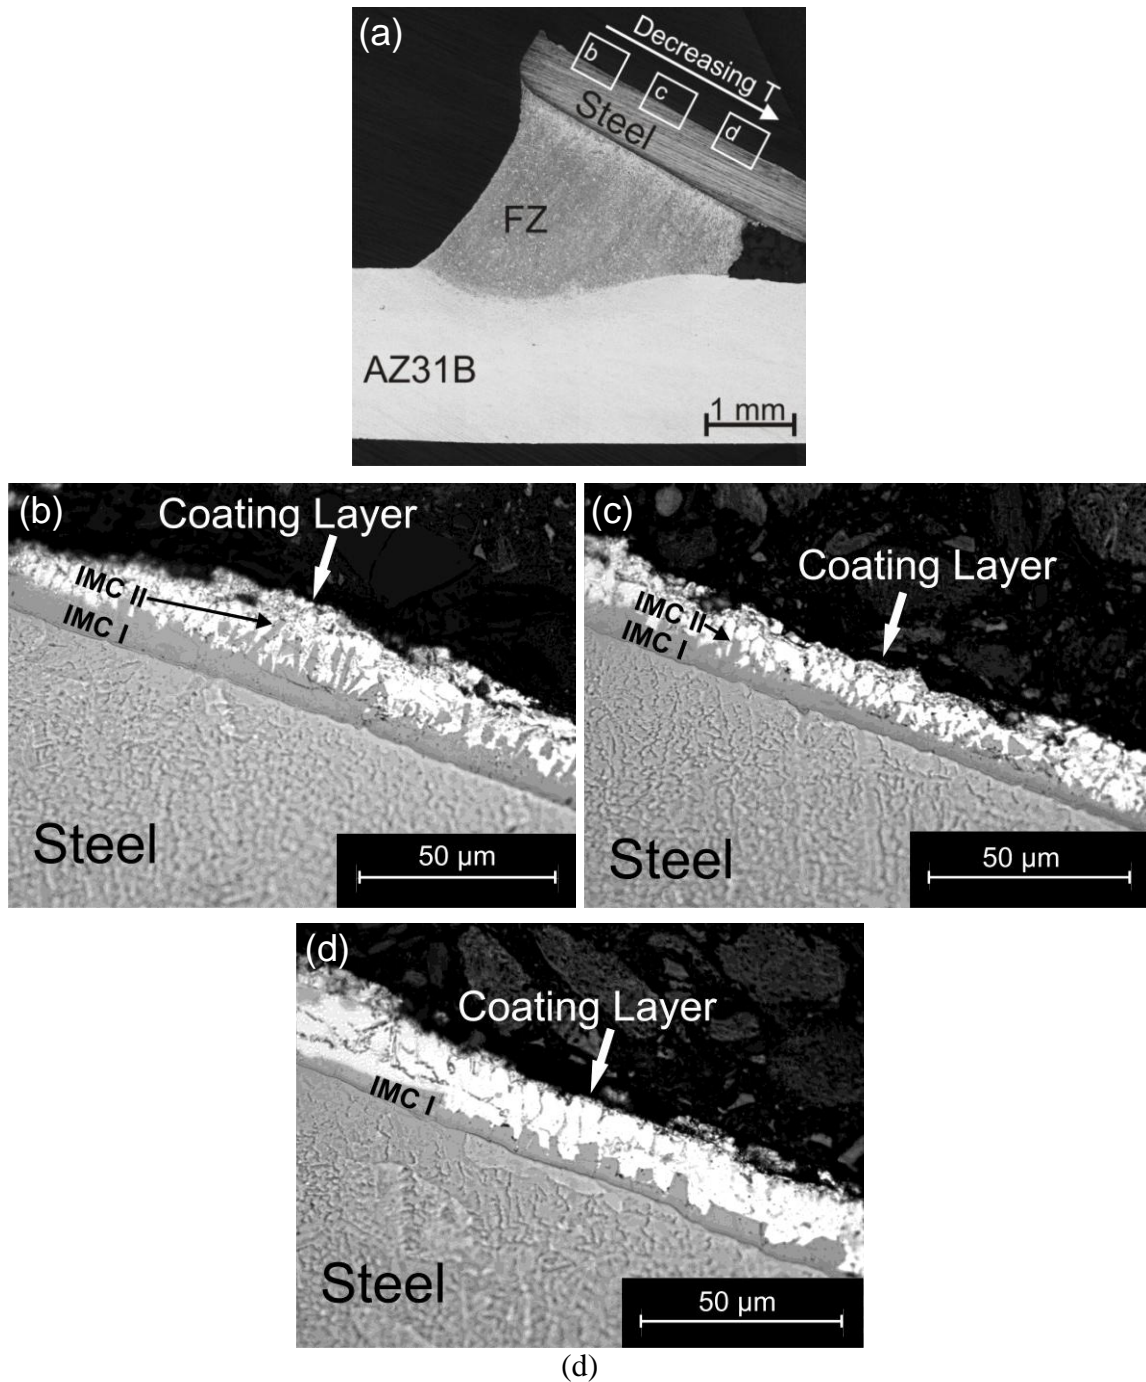 (a)
b
Decreasing T
c
d
Steel
FZ
AZ31B
1 mm
(b)
Coating Layer
IMC II
IMC I
Steel
50 μm
(c)
Coating Layer
IMC II
IMC I
Steel
50 μm
(d)
Coating Layer
IMC I
Steel
50 μm
(d)